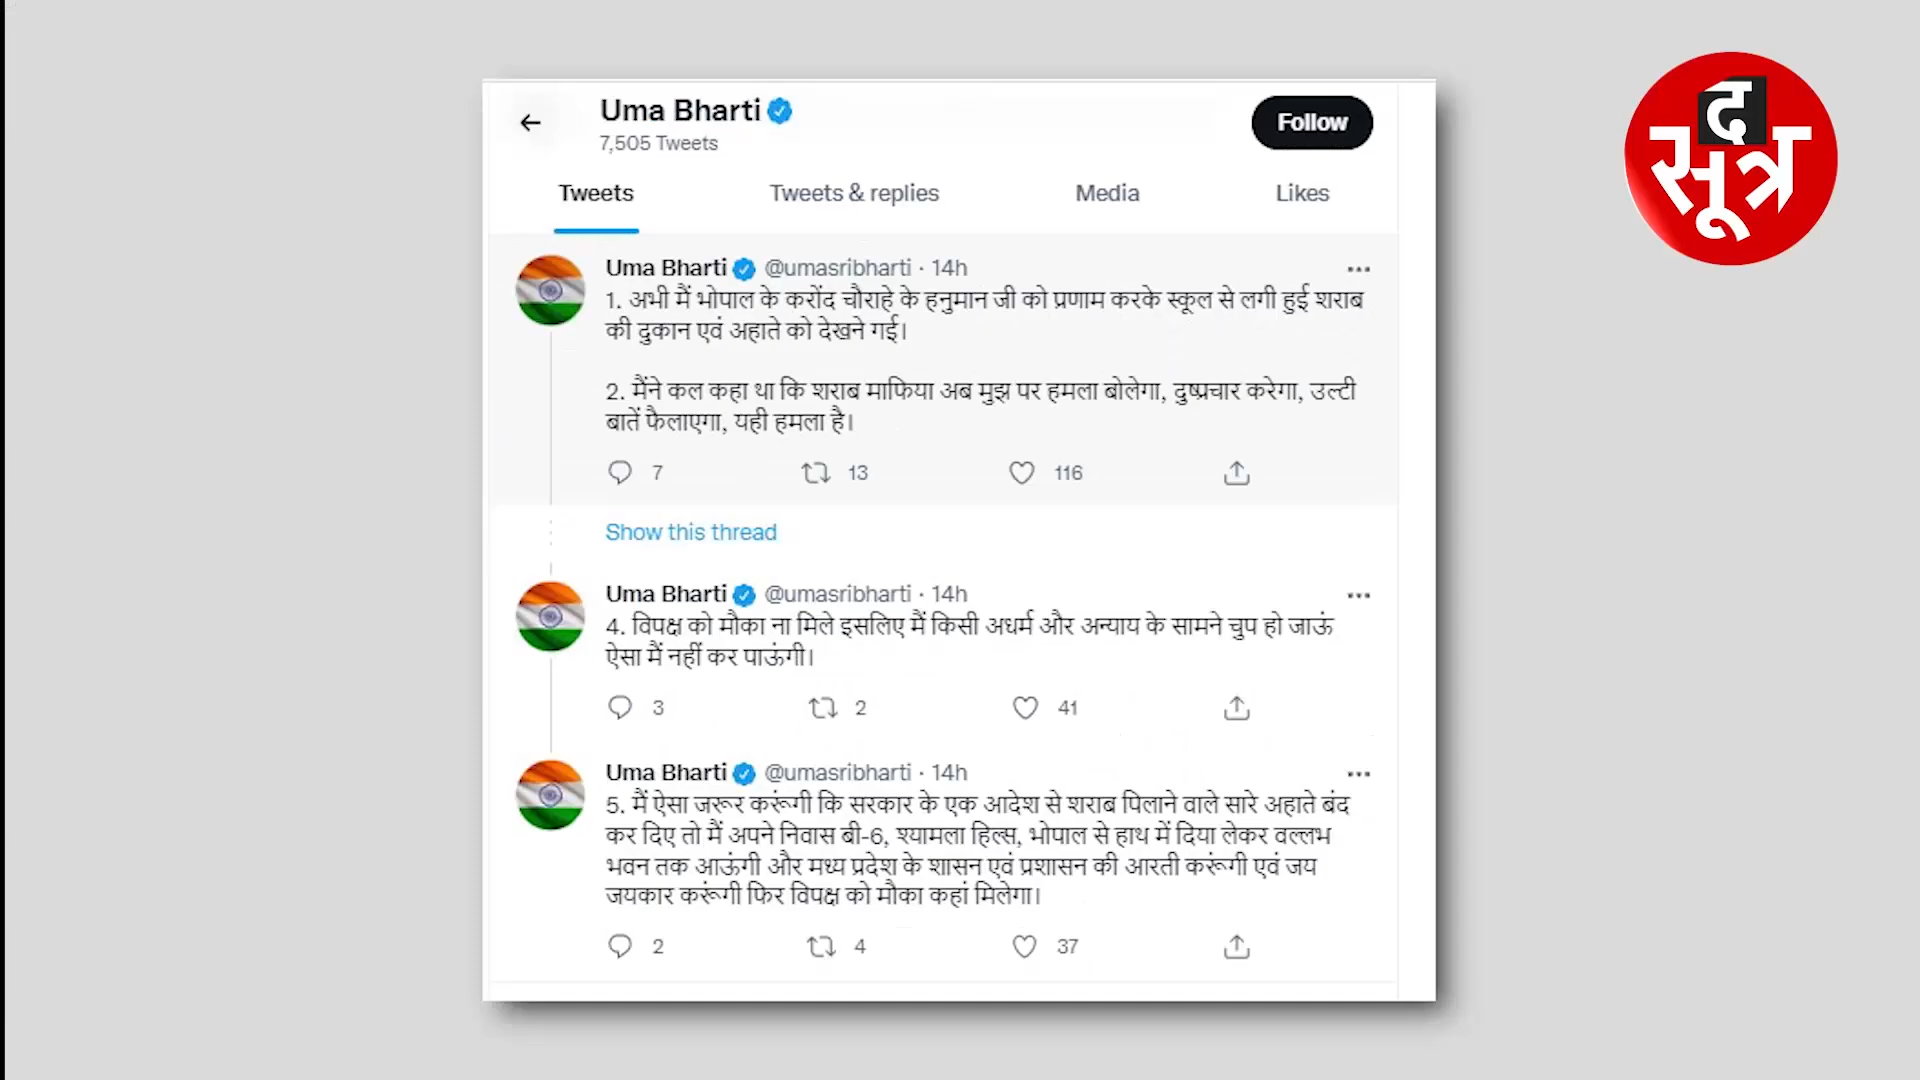 Uma Bharti
7,505 Tweets
Follow
Tweets
Tweets & replies
Media
Likes
Uma Bharti @umasribharti · 14h
1. अभी मैं भोपाल के करोंद चौराहे के हनुमान जी को प्रणाम करके स्कूल से लगी हुई शराब
की दुकान एवं अहाते को देखने गई।
2. मैंने कल कहा था कि शराब माफिया अब मुझ पर हमला बोलेगा, दुष्प्रचार करेगा, उल्टी
बातें फैलाएगा, यही हमला है।
7 13 116
Show this thread
Uma Bharti @umasribharti · 14h
4. विपक्ष को मौका ना मिले इसलिए मैं किसी अधर्म और अन्याय के सामने चुप हो जाऊं
ऐसा मैं नहीं कर पाऊंगी।
3 2 41
Uma Bharti @umasribharti · 14h
5. मैं ऐसा जरूर करूंगी कि सरकार के एक आदेश से शराब पिलाने वाले सारे अहाते बंद
कर दिए तो मैं अपने निवास बी-6, श्यामला हिल्स, भोपाल से हाथ में दिया लेकर वल्लभ
भवन तक आऊंगी और मध्य प्रदेश के शासन एवं प्रशासन की आरती करूंगी एवं जय
जयकार करूंगी फिर विपक्ष को मौका कहां मिलेगा।
2 4 37
द
सूत्र